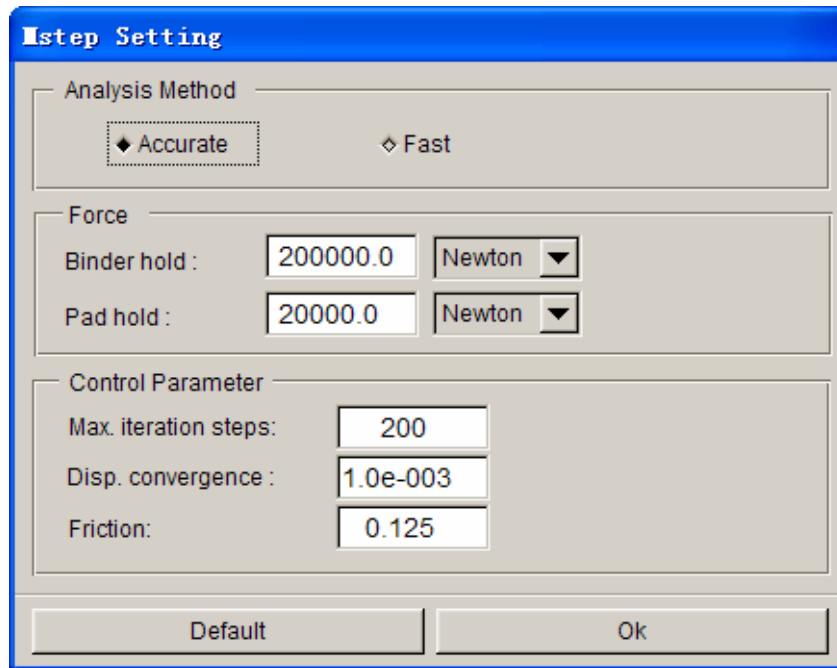 Mstep Setting
Analysis Method
Accurate Fast
Force
Binder hold : 200000.0 Newton
Pad hold : 20000.0 Newton
Control Parameter
Max. iteration steps: 200
Disp. convergence : 1.0e-003
Friction: 0.125
Default Ok